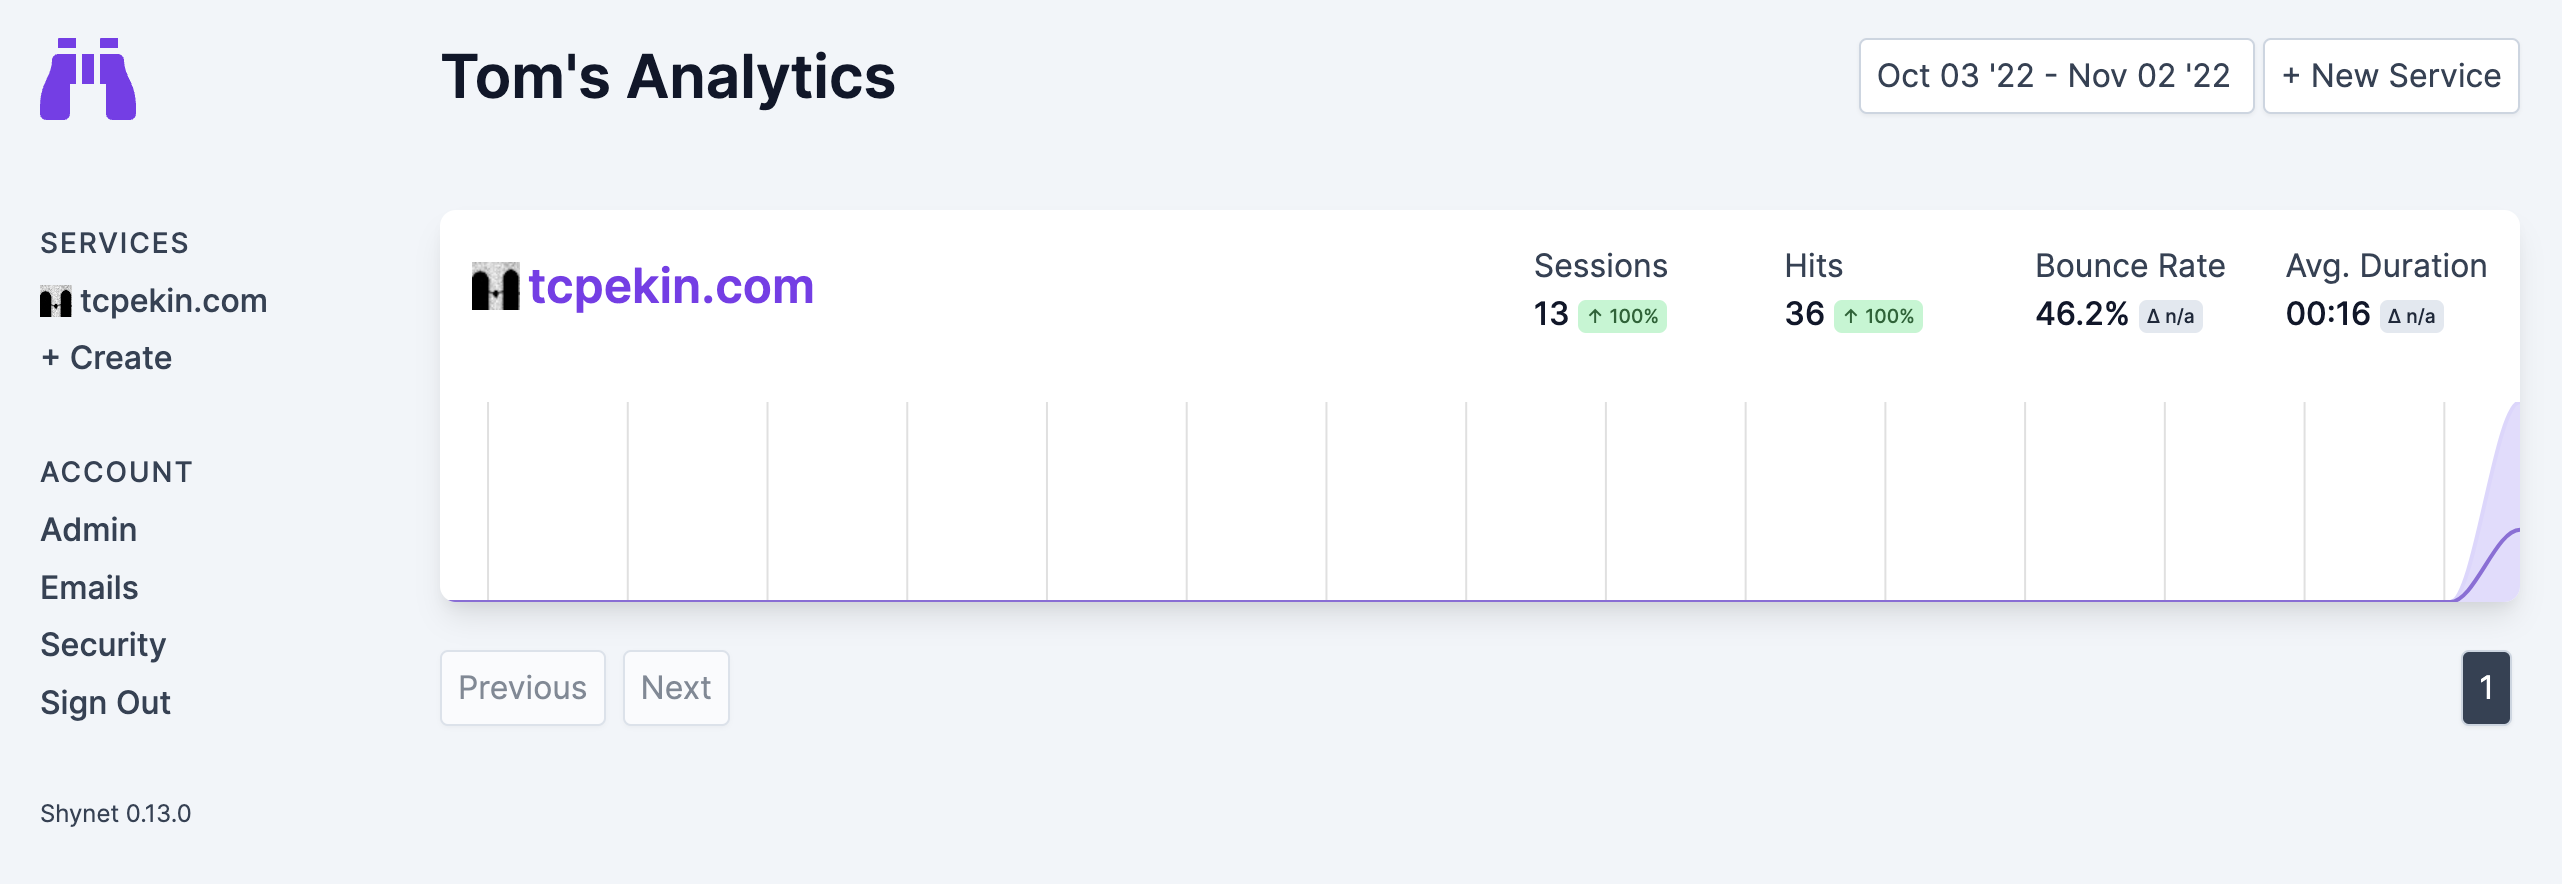 Tom's Analytics
Oct 03 '22 - Nov 02 '22
+ New Service
SERVICES
tcpekin.com
+ Create
ACCOUNT
Admin
Emails
Security
Sign Out
Shynet 0.13.0
tcpekin.com
Sessions
13 ↑ 100%
Hits
36 ↑ 100%
Bounce Rate
46.2% Δ n/a
Avg. Duration
00:16 Δ n/a
Previous
Next
1